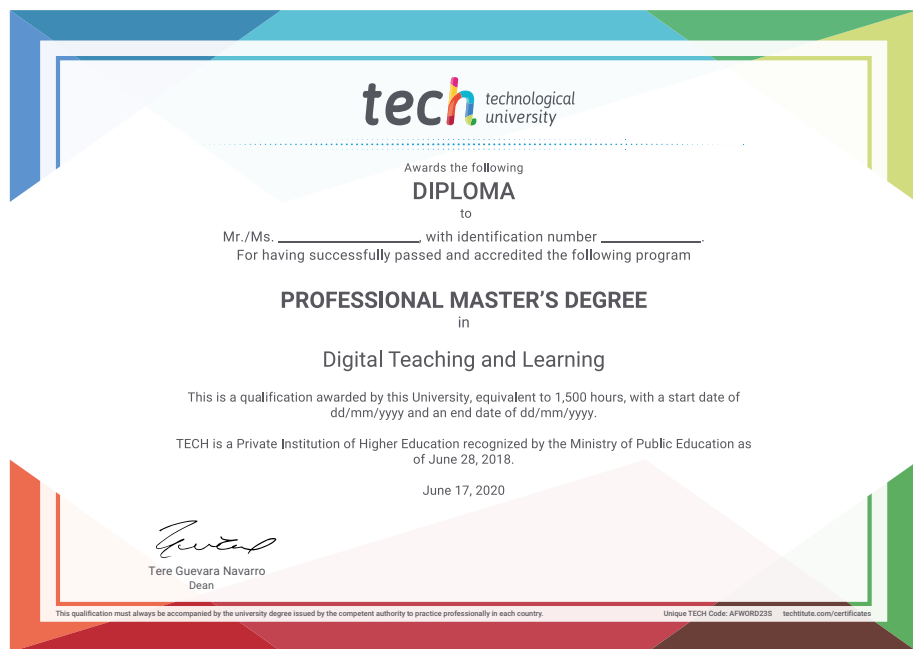 tech technological
university
Awards the following
DIPLOMA
to
Mr./Ms. ____________________, with identification number ______________.
For having successfully passed and accredited the following program
PROFESSIONAL MASTER'S DEGREE
in
Digital Teaching and Learning
This is a qualification awarded by this University, equivalent to 1,500 hours, with a start date of
dd/mm/yyyy and an end date of dd/mm/yyyy.
TECH is a Private Institution of Higher Education recognized by the Ministry of Public Education as
of June 28, 2018.
June 17, 2020
Tere Guevara Navarro
Dean
This qualification must always be accompanied by the university degree issued by the competent authority to practice professionally in each country. Unique TECH Code: AFWORD23S techtitute.com/certificates